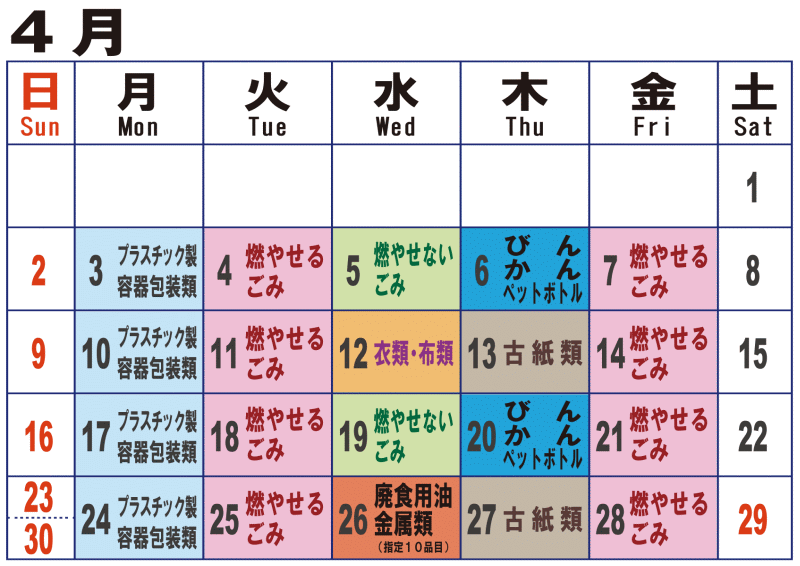 4月
日 月 火 水 木 金 土
Sun Mon Tue Wed Thu Fri Sat
1
2
3 プラスチック製
容器包装類
4 燃やせる
ごみ
5 燃やせない
ごみ
6 びん
かん
ペットボトル
7 燃やせる
ごみ
8
9
10 プラスチック製
容器包装類
11 燃やせる
ごみ
12 衣類・布類
13 古紙類
14 燃やせる
ごみ
15
16
17 プラスチック製
容器包装類
18 燃やせる
ごみ
19 燃やせない
ごみ
20 びん
かん
ペットボトル
21 燃やせる
ごみ
22
23
30
24 プラスチック製
容器包装類
25 燃やせる
ごみ
26 廃食用油
金属類
（指定10品目）
27 古紙類
28 燃やせる
ごみ
29